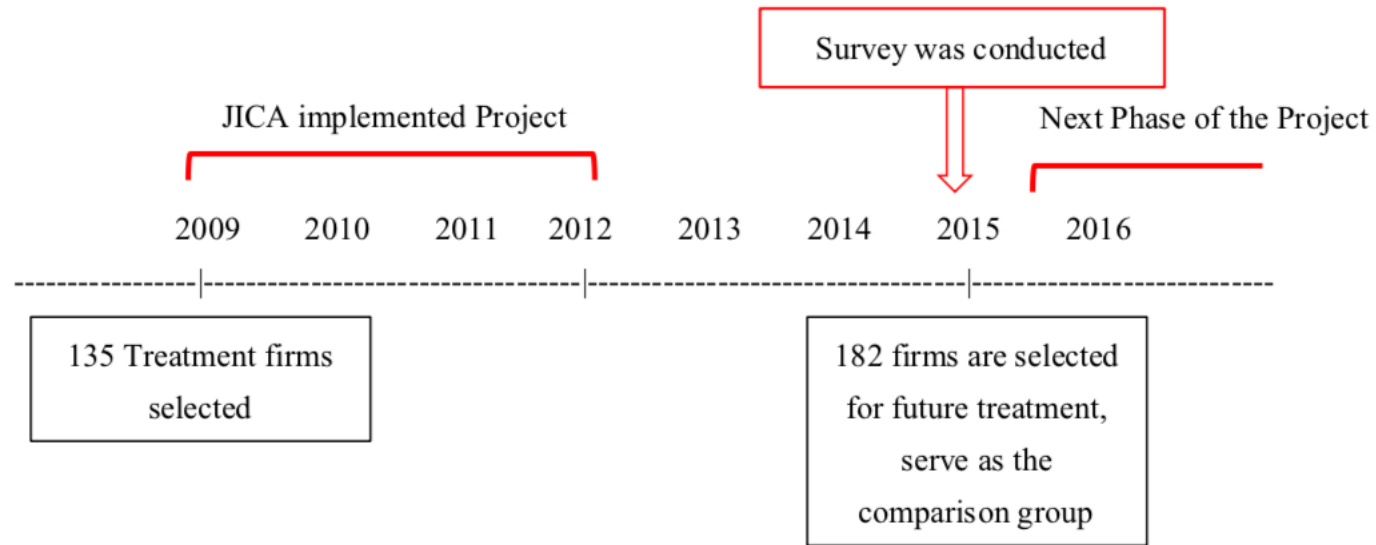 Survey was conducted
JICA implemented Project
Next Phase of the Project
2009 2010 2011 2012 2013 2014 2015 2016
135 Treatment firms
selected
182 firms are selected
for future treatment,
serve as the
comparison group